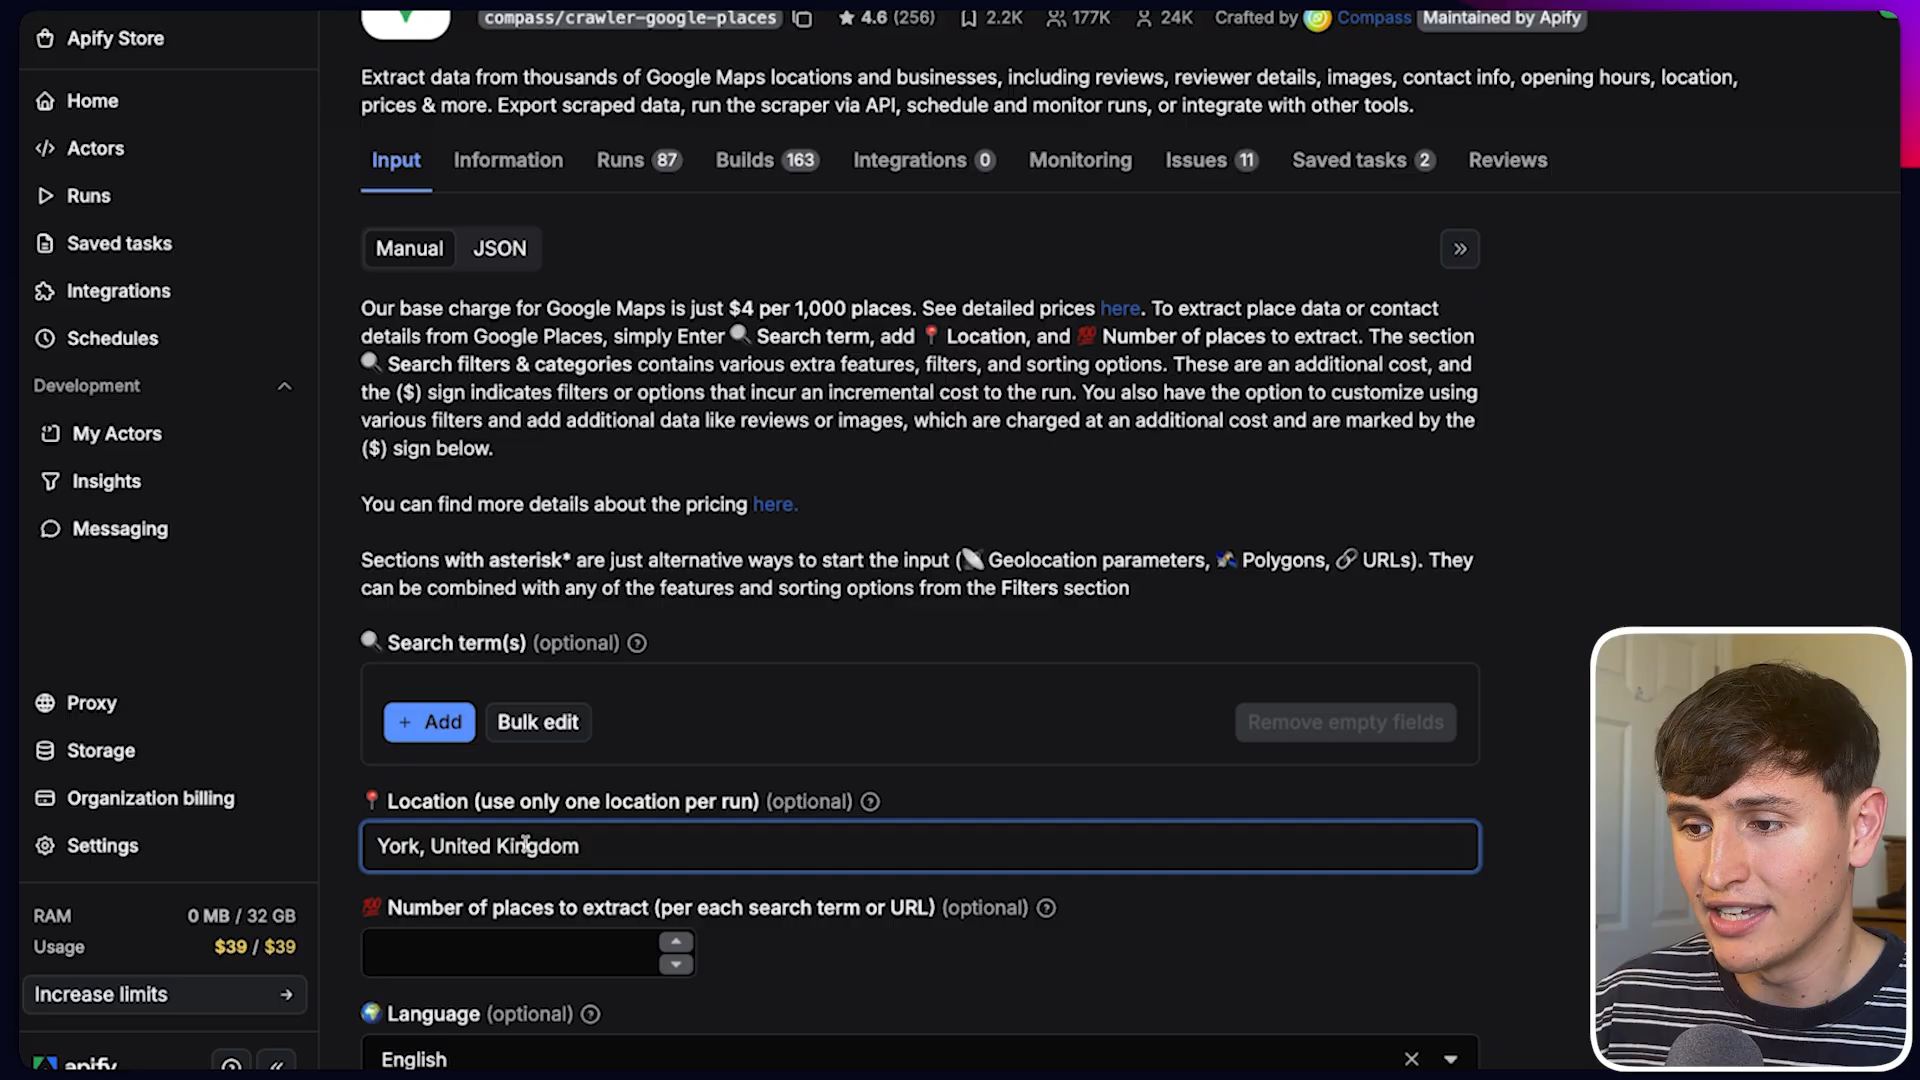 Apify Store
Home
Actors
Runs
Saved tasks
Integrations
Schedules
Development
My Actors
Insights
Messaging
Proxy
Storage
Organization billing
Settings
RAM 0 MB / 32 GB
Usage $39 / $39
Increase limits
apify
compass/crawler-google-places 4.6 (256) 2.2K 177K 24K Crafted by Compass Maintained by Apify
Extract data from thousands of Google Maps locations and businesses, including reviews, reviewer details, images, contact info, opening hours, location,
prices & more. Export scraped data, run the scraper via API, schedule and monitor runs, or integrate with other tools.
Input Information Runs 87 Builds 163 Integrations 0 Monitoring Issues 11 Saved tasks 2 Reviews
Manual JSON
Our base charge for Google Maps is just $4 per 1,000 places. See detailed prices here. To extract place data or contact
details from Google Places, simply Enter 🔍 Search term, add 📍 Location, and 💯 Number of places to extract. The section
🔍 Search filters & categories contains various extra features, filters, and sorting options. These are an additional cost, and
the ($) sign indicates filters or options that incur an incremental cost to the run. You also have the option to customize using
various filters and add additional data like reviews or images, which are charged at an additional cost and are marked by the
($) sign below.
You can find more details about the pricing here.
Sections with asterisk* are just alternative ways to start the input (📡 Geolocation parameters, 🛰 Polygons, 🔗 URLs). They
can be combined with any of the features and sorting options from the Filters section
🔍 Search term(s) (optional)
+ Add Bulk edit Remove empty fields
📍 Location (use only one location per run) (optional)
York, United Kingdom
💯 Number of places to extract (per each search term or URL) (optional)
🌍 Language (optional)
English